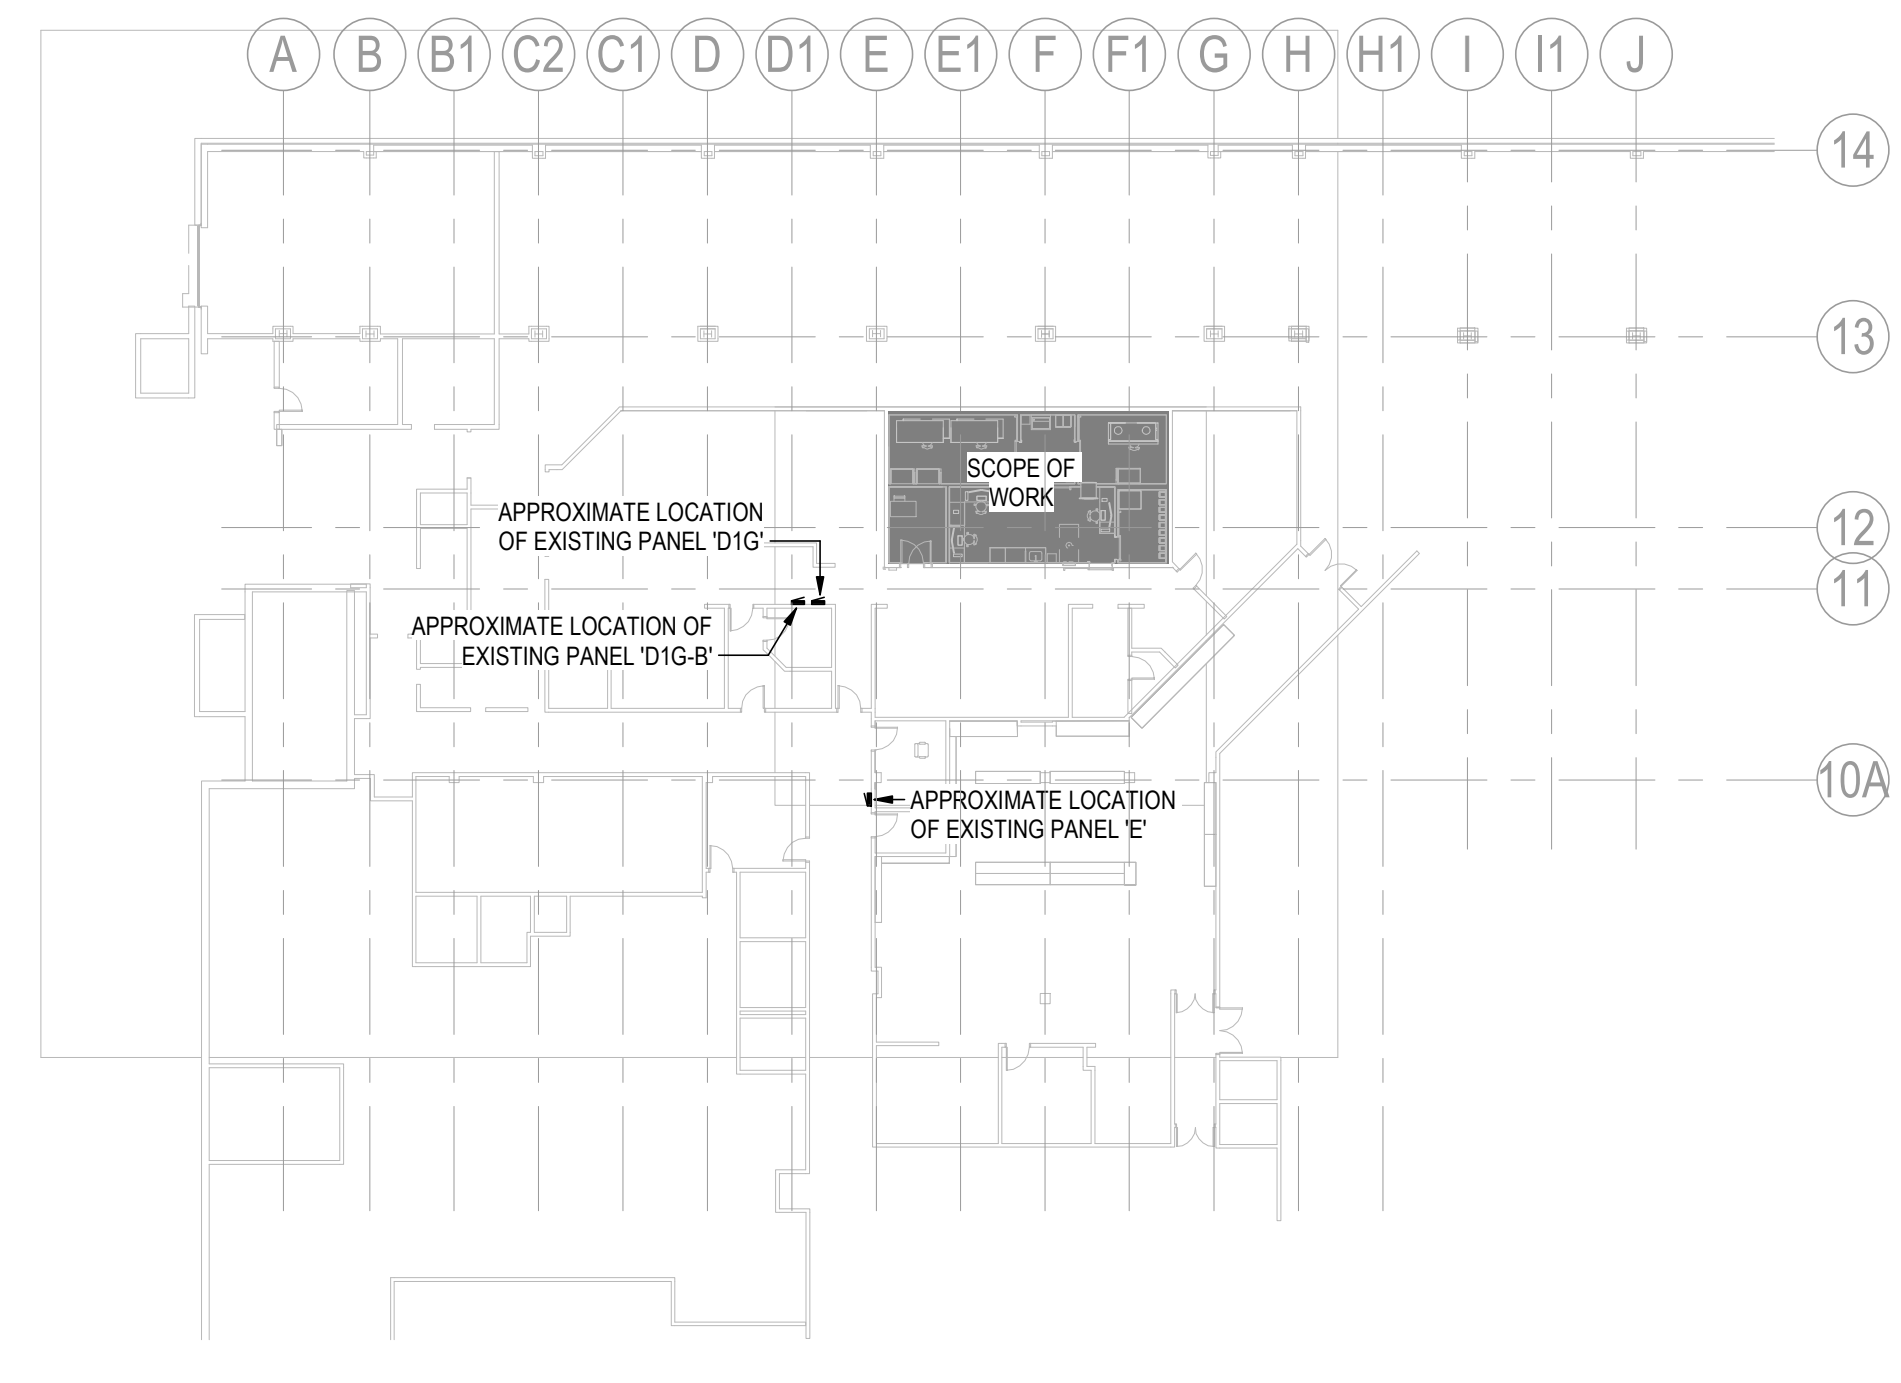 A B B1 C2 C1 D D1 E E1 F F1 G H H1 I I1 J
14
13
SCOPE OF
WORK
APPROXIMATE LOCATION
OF EXISTING PANEL 'D1G'
12
11
APPROXIMATE LOCATION OF
EXISTING PANEL 'D1G-B'
10A
APPROXIMATE LOCATION
OF EXISTING PANEL 'E'